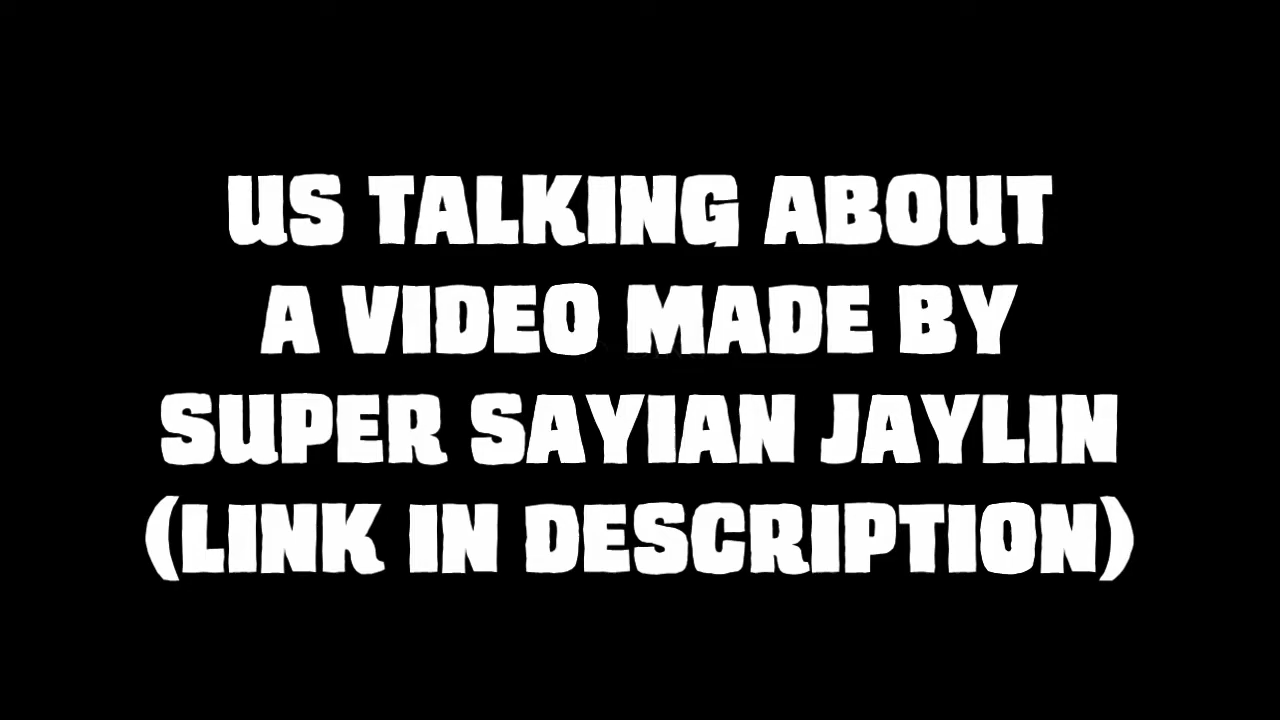 US TALKING ABOUT
A VIDEO MADE BY
SUPER SAYIAN JAYLIN
(LINK IN DESCRIPTION)